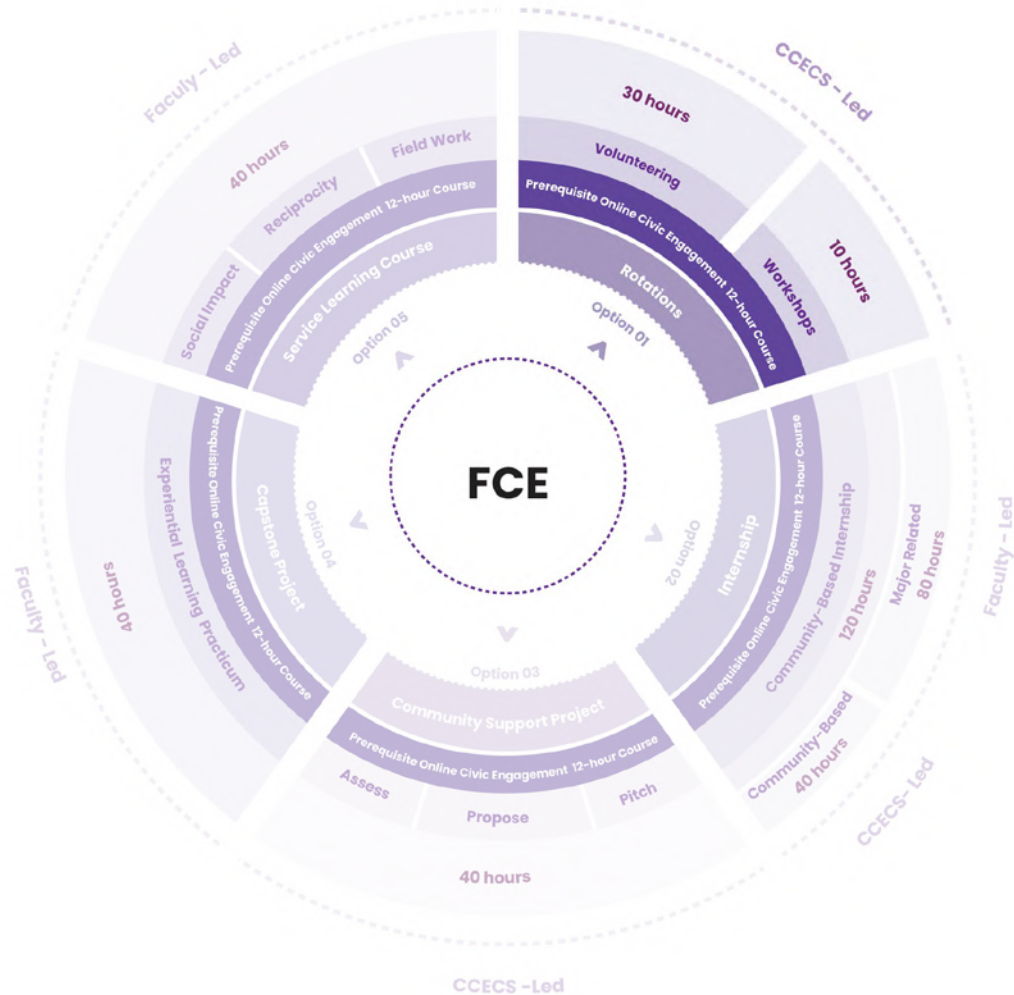 FCE
CCECS - Led
30 hours
10 hours
Volunteering
Workshops
Prerequisite Online Civic Engagement 12-hour Course
Rotations
Option 01
Faculty - Led
CCECS- Led
Major Related
80 hours
Community-Based
40 hours
Community-Based Internship
120 hours
Prerequisite Online Civic Engagement 12-hour Course
Internship
Option 02
Option 03
Community Support Project
Prerequisite Online Civic Engagement 12-hour Course
Assess
Propose
Pitch
40 hours
CCECS -Led
Option 04
Capstone Project
Prerequisite Online Civic Engagement 12-hour Course
Experiential Learning Practicum
40 hours
Faculty -Led
Option 05
Service Learning Course
Prerequisite Online Civic Engagement 12-hour Course
Social Impact
Reciprocity
Field Work
40 hours
Faculy - Led